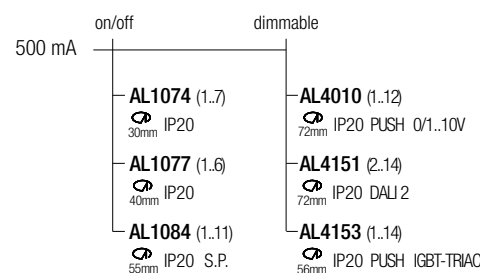 on/off dimmable
500 mA
AL1074 (1..7) AL4010 (1..12)
30mm IP20 72mm IP20 PUSH 0/1..10V
AL1077 (1..6) AL4151 (2..14)
40mm IP20 72mm IP20 DALI 2
AL1084 (1..11) AL4153 (1..14)
55mm IP20 S.P. 56mm IP20 PUSH IGBT-TRIAC